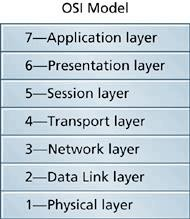 OSI Model
7—Application layer
6—Presentation layer
5—Session layer
4—Transport layer
3—Network layer
2—Data Link layer
1—Physical layer